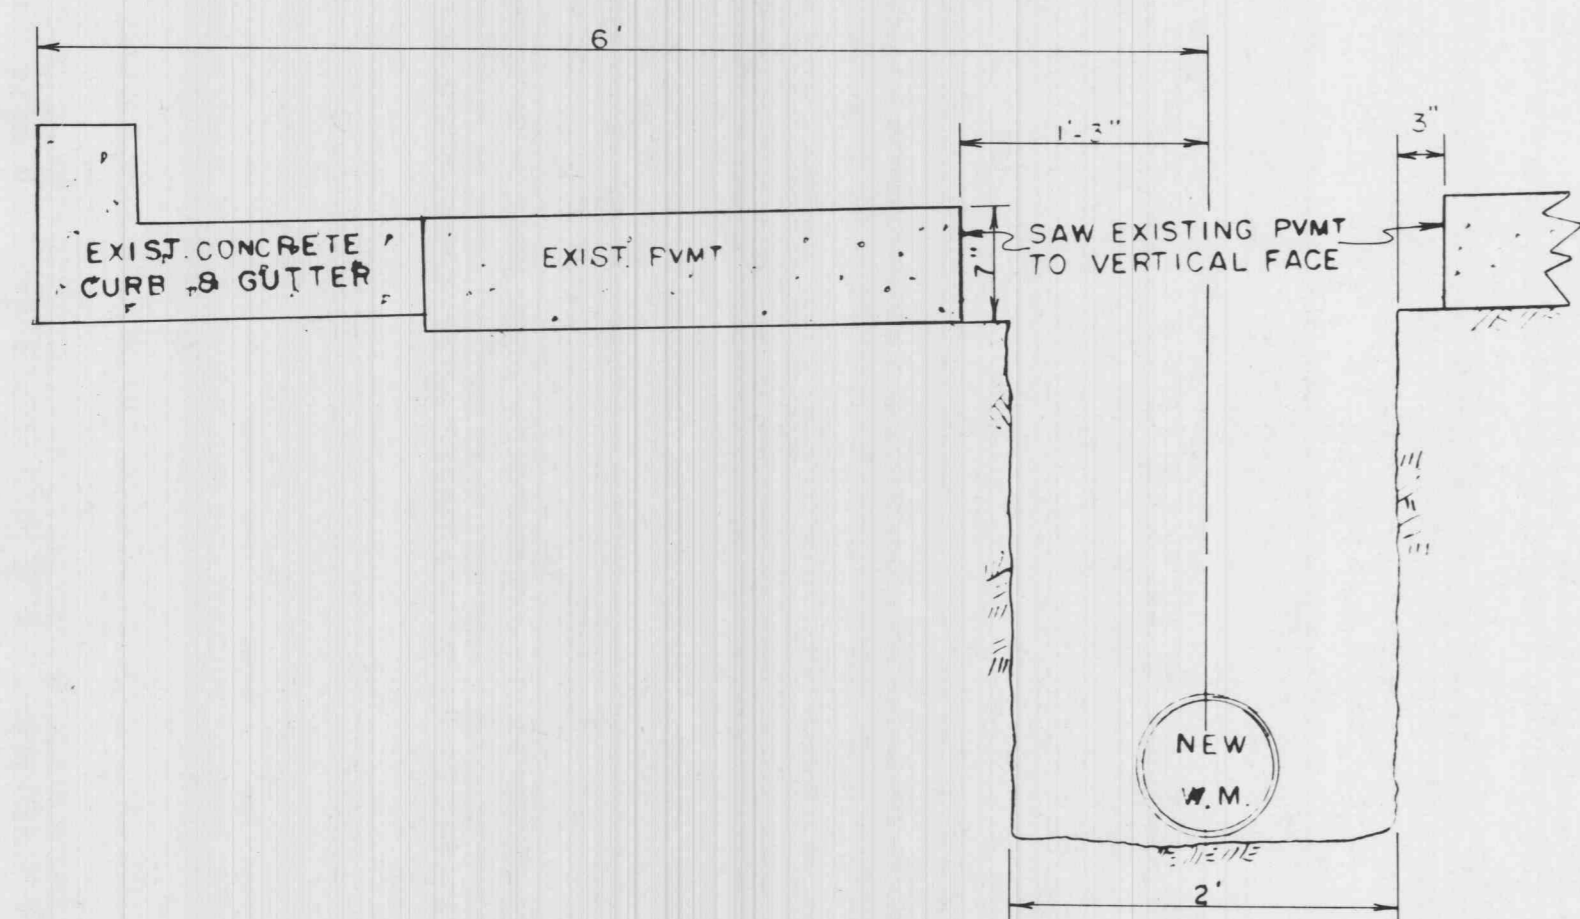 6'
1'-3"
3"
EXIST. CONCRETE
CURB & GUTTER
EXIST. PVMT
7"
SAW EXISTING PVMT
TO VERTICAL FACE
NEW
W.M.
2'